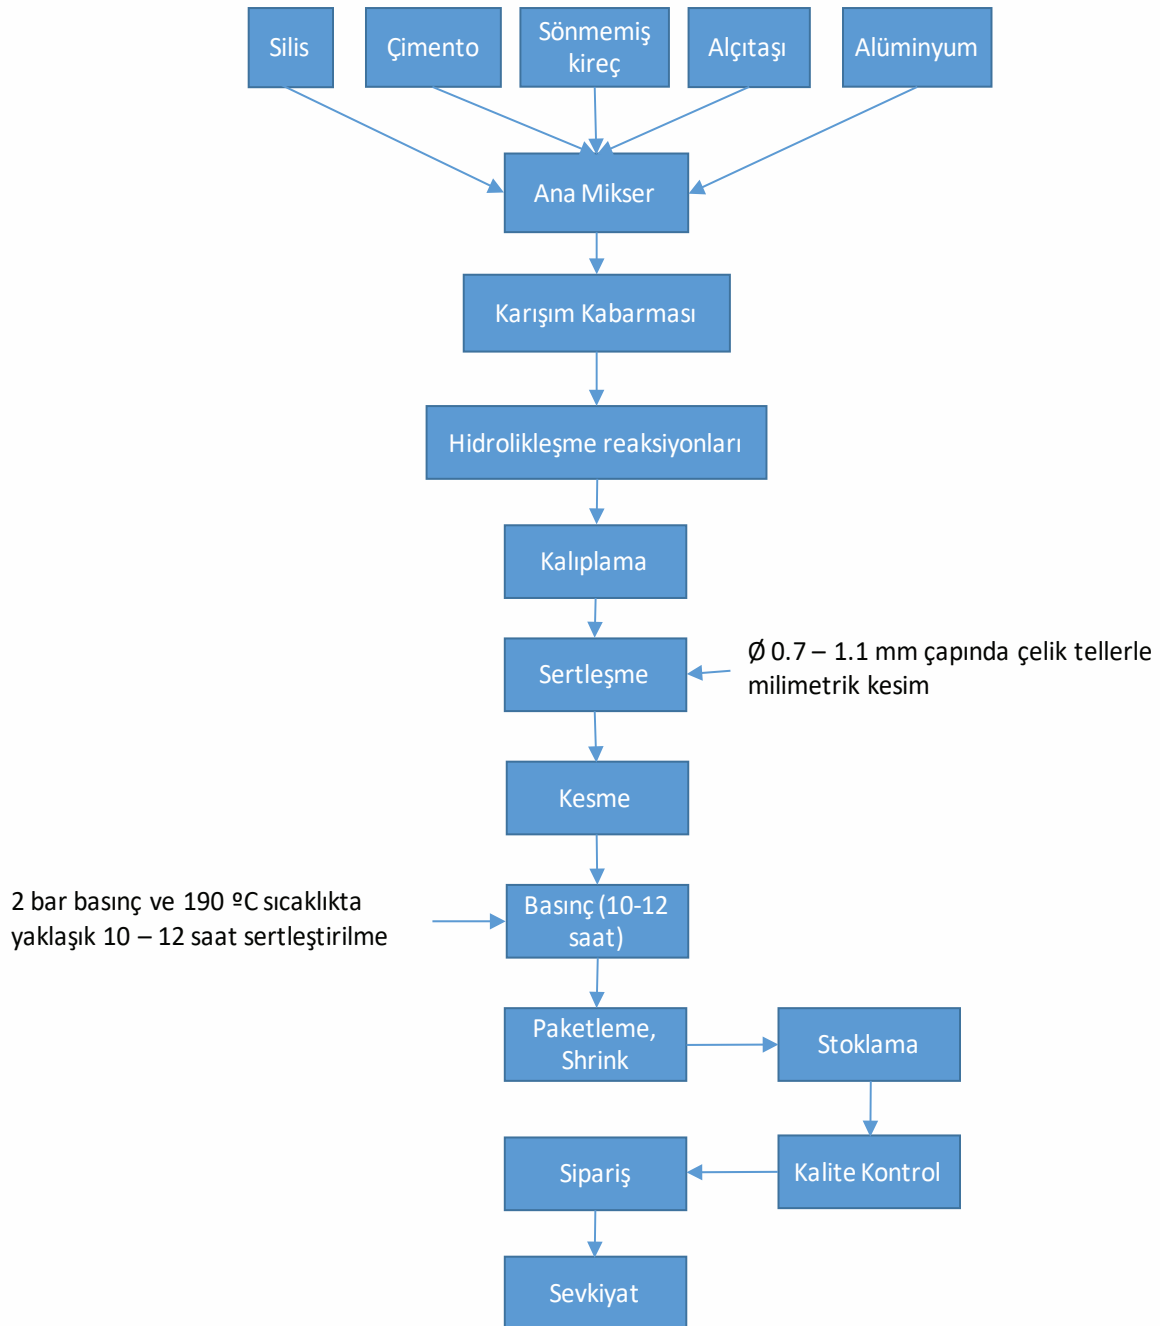 Silis
Çimento
Sönmemiş
kireç
Alçıtaşı
Alüminyum
Ana Mikser
Karışım Kabarması
Hidrolikleşme reaksiyonları
Kalıplama
Sertleşme
Ø 0.7 – 1.1 mm çapında çelik tellerle
milimetrik kesim
Kesme
2 bar basınç ve 190 ºC sıcaklıkta
yaklaşık 10 – 12 saat sertleştirilme
Basınç (10-12
saat)
Paketleme,
Shrink
Stoklama
Sipariş
Kalite Kontrol
Sevkiyat